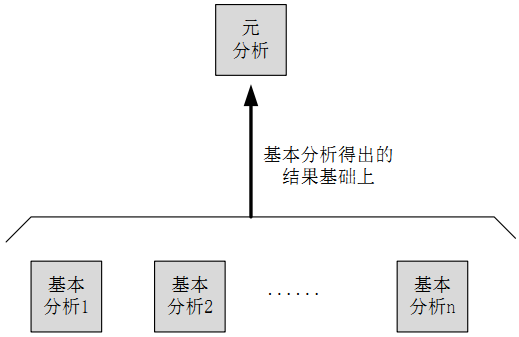 元
分析
基本分析得出的
结果基础上
基本
分析1
基本
分析2
......
基本
分析n